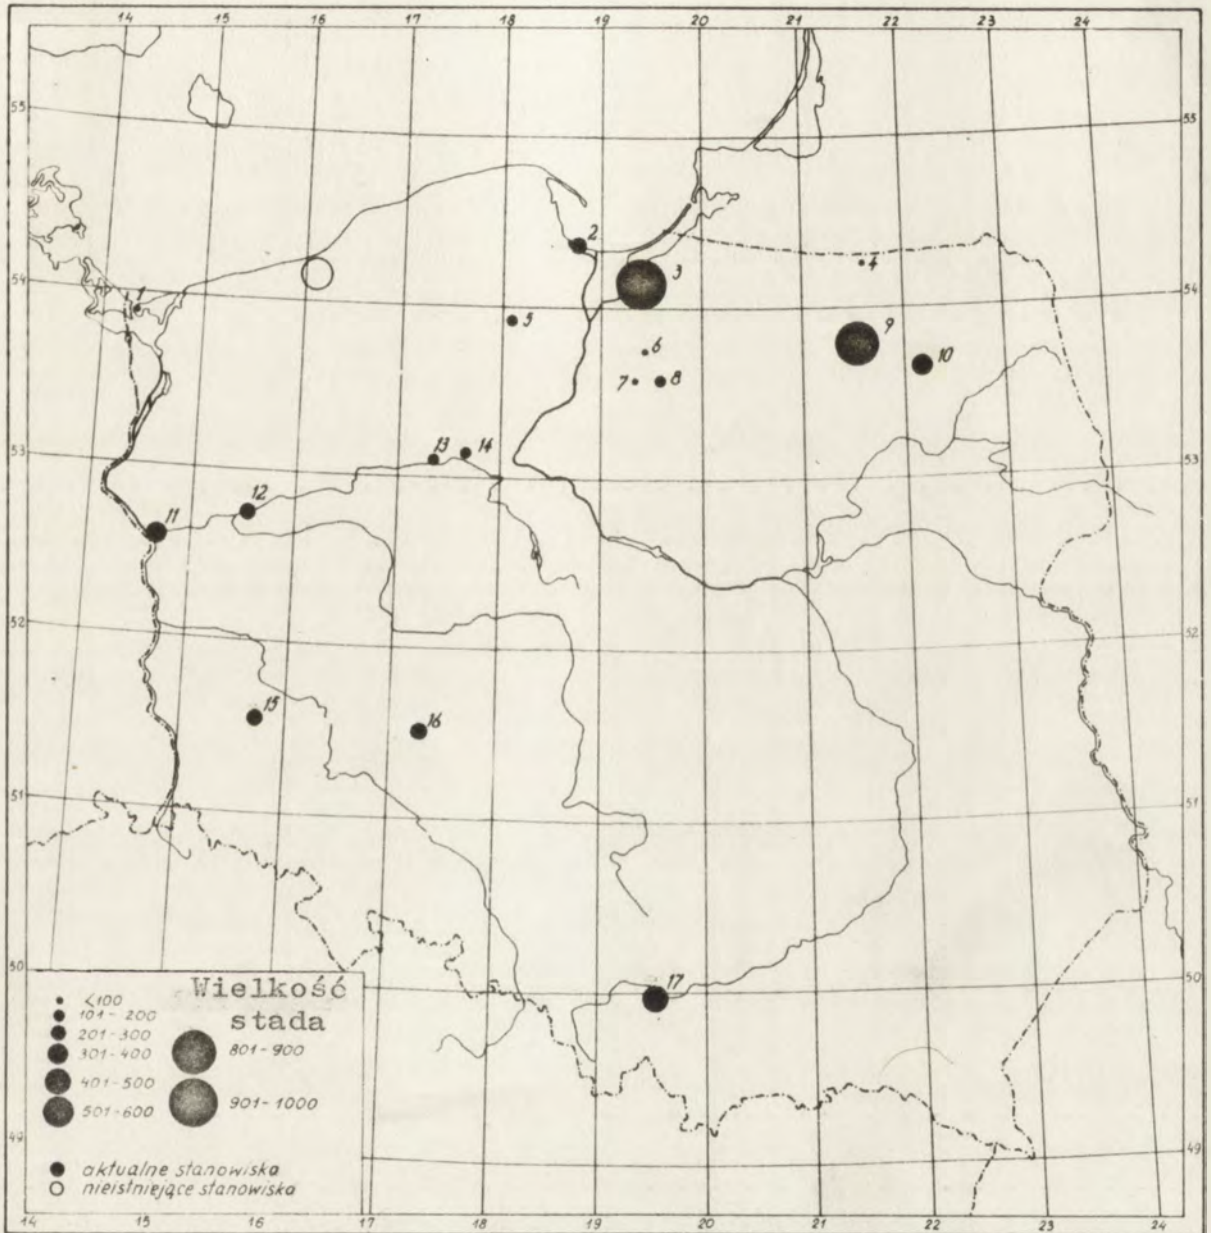 14 15 16 17 18 19 20 21 22 23 24
55 55
2
54 3 4 54
1
5 9
6 10
7 8
53 13 14 53
12
11
52 52
15 16
51 51
50 17 50
Wielkość
stada
<100
101-200
201-300
301-400
401-500
501-600
801-900
901-1000
49 49
aktualne stanowiska
nieistniejące stanowiska
14 15 16 17 18 19 20 21 22 23 24